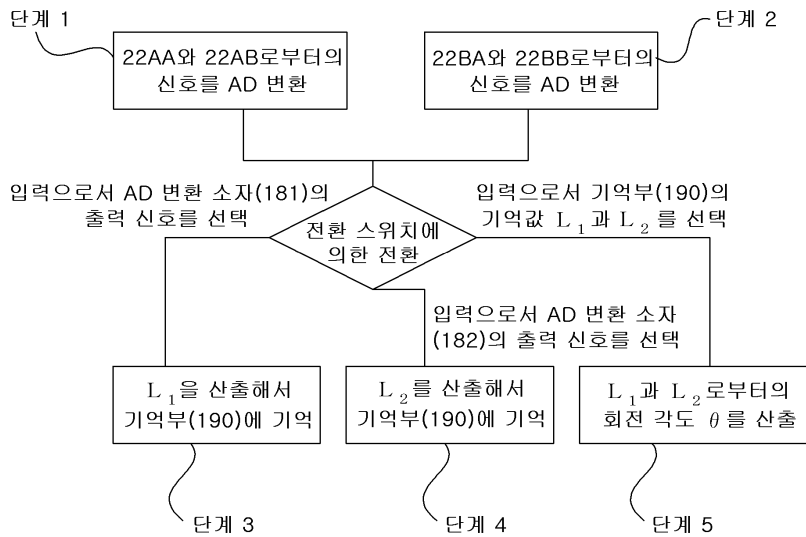 단계 1
22AA와 22AB로부터의
신호를 AD 변환
22BA와 22BB로부터의
신호를 AD 변환
단계 2
입력으로서 AD 변환 소자(181)의
출력 신호를 선택
전환 스위치에
의한 전환
입력으로서 기억부(190)의
기억값 L₁과 L₂를 선택
입력으로서 AD 변환 소자
(182)의 출력 신호를 선택
L₁을 산출해서
기억부(190)에 기억
L₂를 산출해서
기억부(190)에 기억
L₁과 L₂로부터의
회전 각도 θ를 산출
단계 3
단계 4
단계 5